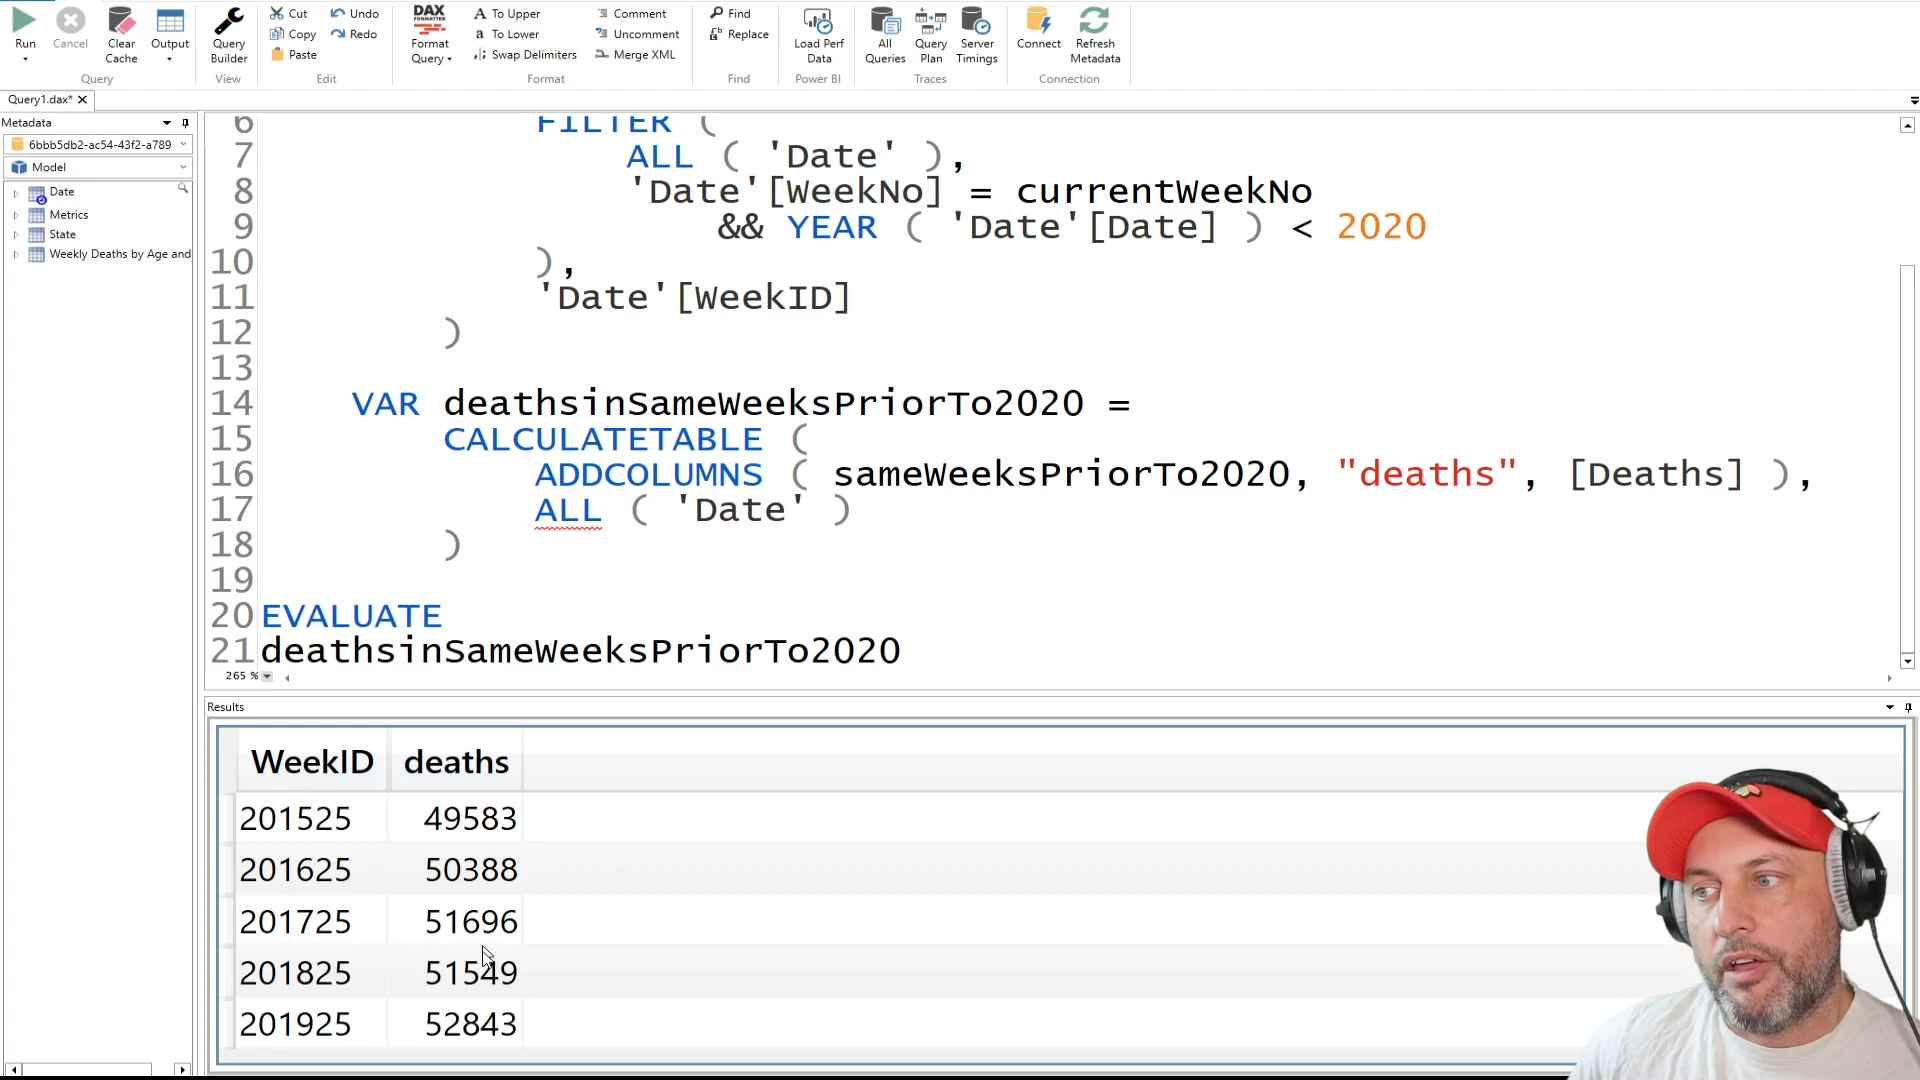 Run
Cancel
Clear Cache
Output
Query
Query Builder
View
Cut
Copy
Paste
Undo
Redo
Edit
DAX FORMATTER
Format Query
To Upper
To Lower
Swap Delimiters
Comment
Uncomment
Merge XML
Format
Find
Replace
Find
Load Perf Data
Power BI
All Queries
Query Plan
Server Timings
Traces
Connect
Refresh Metadata
Connection
Query1.dax*
Metadata
6bbb5db2-ac54-43f2-a789
Model
Date
Metrics
State
Weekly Deaths by Age and
6 FILTER (
7 ALL ( 'Date' ),
8 'Date'[WeekNo] = currentWeekNo
9 && YEAR ( 'Date'[Date] ) < 2020
10 ),
11 'Date'[WeekID]
12 )
13
14 VAR deathsinSameWeeksPriorTo2020 =
15 CALCULATETABLE (
16 ADDCOLUMNS ( sameWeeksPriorTo2020, "deaths", [Deaths] ),
17 ALL ( 'Date' )
18 )
19
20 EVALUATE
21 deathsinSameWeeksPriorTo2020
265 %
Results
WeekID deaths
201525 49583
201625 50388
201725 51696
201825 51549
201925 52843